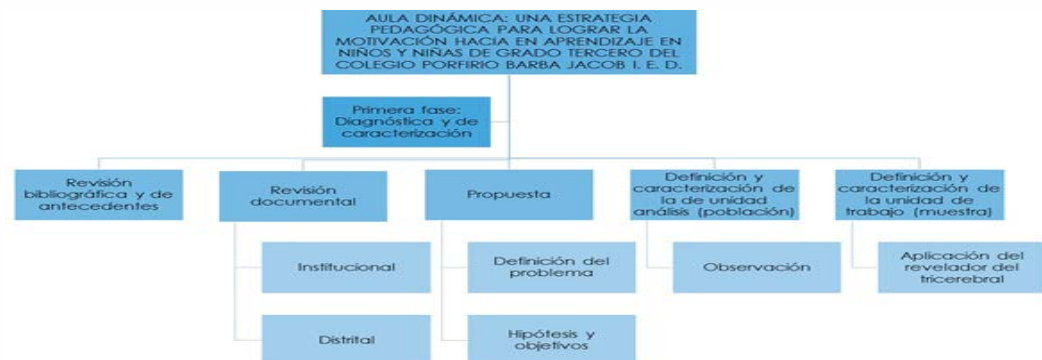 AULA DINÁMICA: UNA ESTRATEGIA
PEDAGÓGICA PARA LOGRAR LA
MOTIVACIÓN HACÍA EN APRENDIZAJE EN
NIÑOS Y NIÑAS DE GRADO TERCERO DEL
COLEGIO PORFIRIO BARBA JACOB I. E. D.
Primera fase:
Diagnóstica y de
caracterización
Revisión
bibliográfica y de
antecedentes
Revisión
documental
Institucional
Distrital
Propuesta
Definición del
problema
Hipótesis y
objetivos
Definición y
caracterización de
la de unidad
análisis (población)
Observación
Definición y
caracterización de
la unidad de
trabajo (muestra)
Aplicación del
revelador del
tricerebral